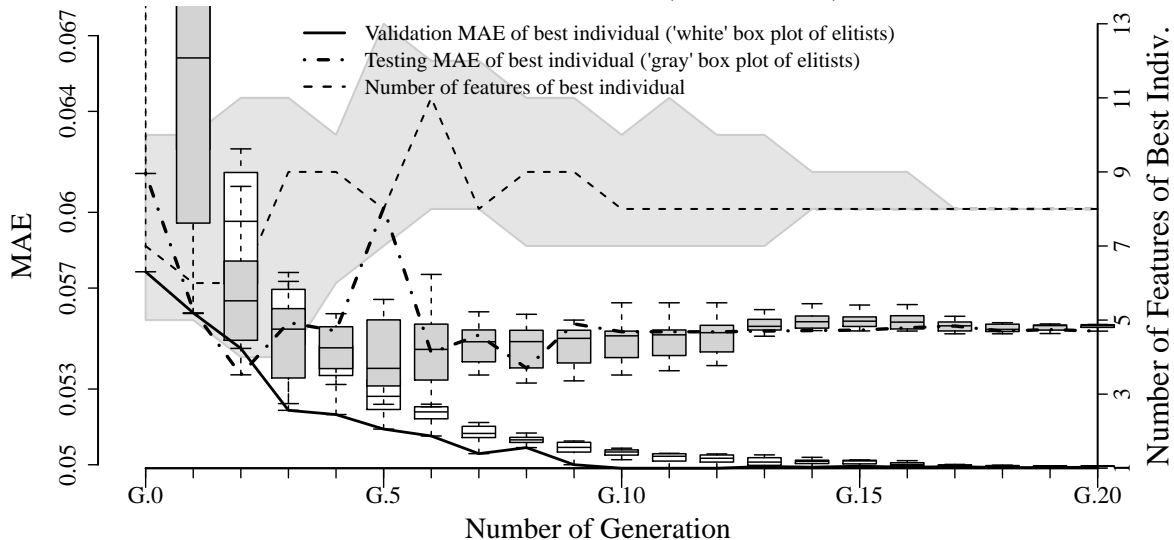 Validation MAE of best individual ('white' box plot of elitists)
Testing MAE of best individual ('gray' box plot of elitists)
Number of features of best individual
MAE
0.067
0.064
0.06
0.057
0.053
0.05
13
11
9
7
5
3
1
Number of Features of Best Indiv.
G.0 G.5 G.10 G.15 G.20
Number of Generation